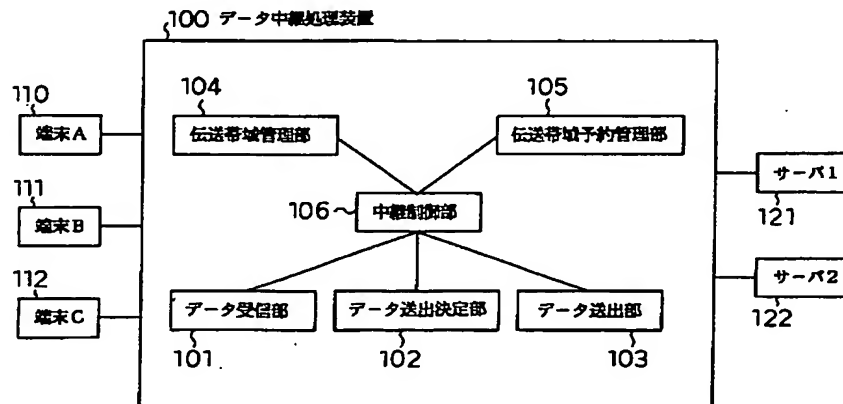 100 データ中継処理装置
110
端末A
111
端末B
112
端末C
104
伝送帯域管理部
105
伝送帯域予約管理部
106
中継制御部
データ受信部
101
データ送出決定部
102
データ送出部
103
サーバ1
121
サーバ2
122